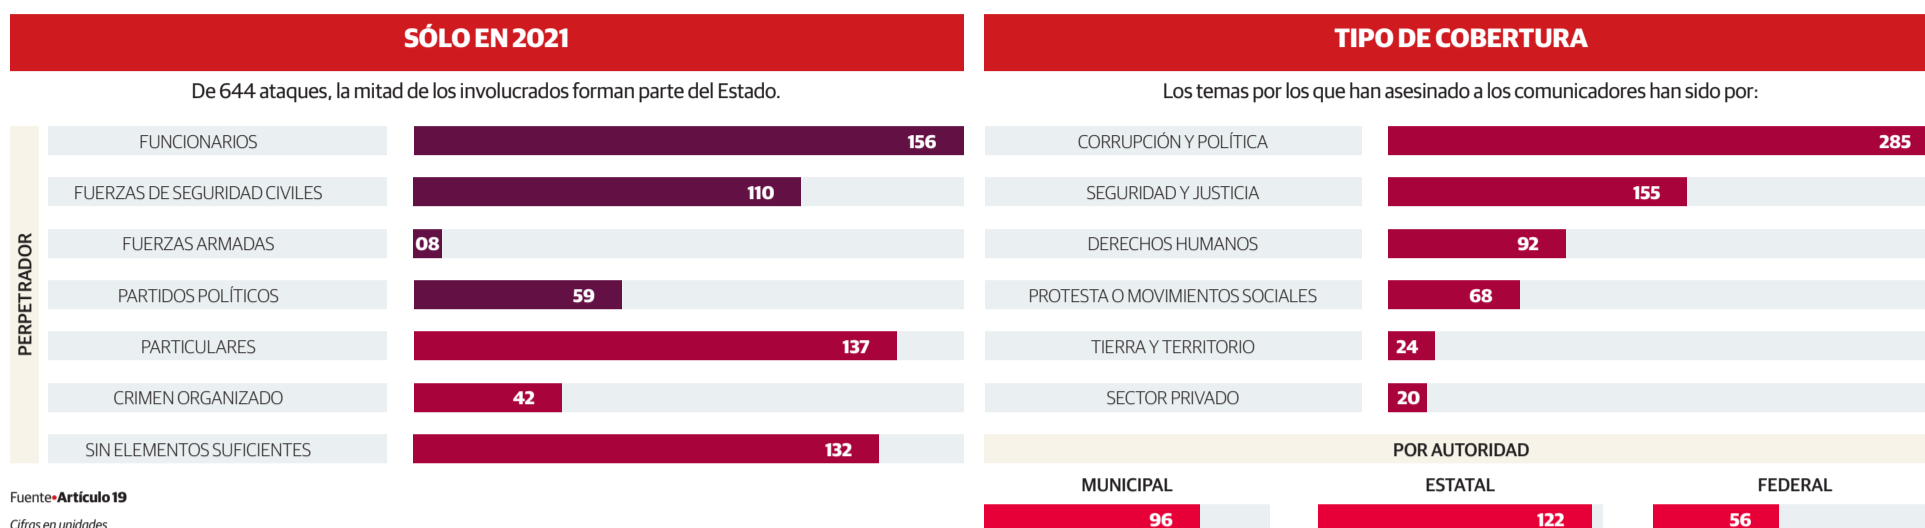 SÓLO EN 2021
De 644 ataques, la mitad de los involucrados forman parte del Estado.
PERPETRADOR
FUNCIONARIOS 156
FUERZAS DE SEGURIDAD CIVILES 110
FUERZAS ARMADAS 08
PARTIDOS POLÍTICOS 59
PARTICULARES 137
CRIMEN ORGANIZADO 42
SIN ELEMENTOS SUFICIENTES 132
Fuente•Artículo 19
Cifras en unidades
TIPO DE COBERTURA
Los temas por los que han asesinado a los comunicadores han sido por:
CORRUPCIÓN Y POLÍTICA 285
SEGURIDAD Y JUSTICIA 155
DERECHOS HUMANOS 92
PROTESTA O MOVIMIENTOS SOCIALES 68
TIERRA Y TERRITORIO 24
SECTOR PRIVADO 20
POR AUTORIDAD
MUNICIPAL ESTATAL FEDERAL
96 122 56